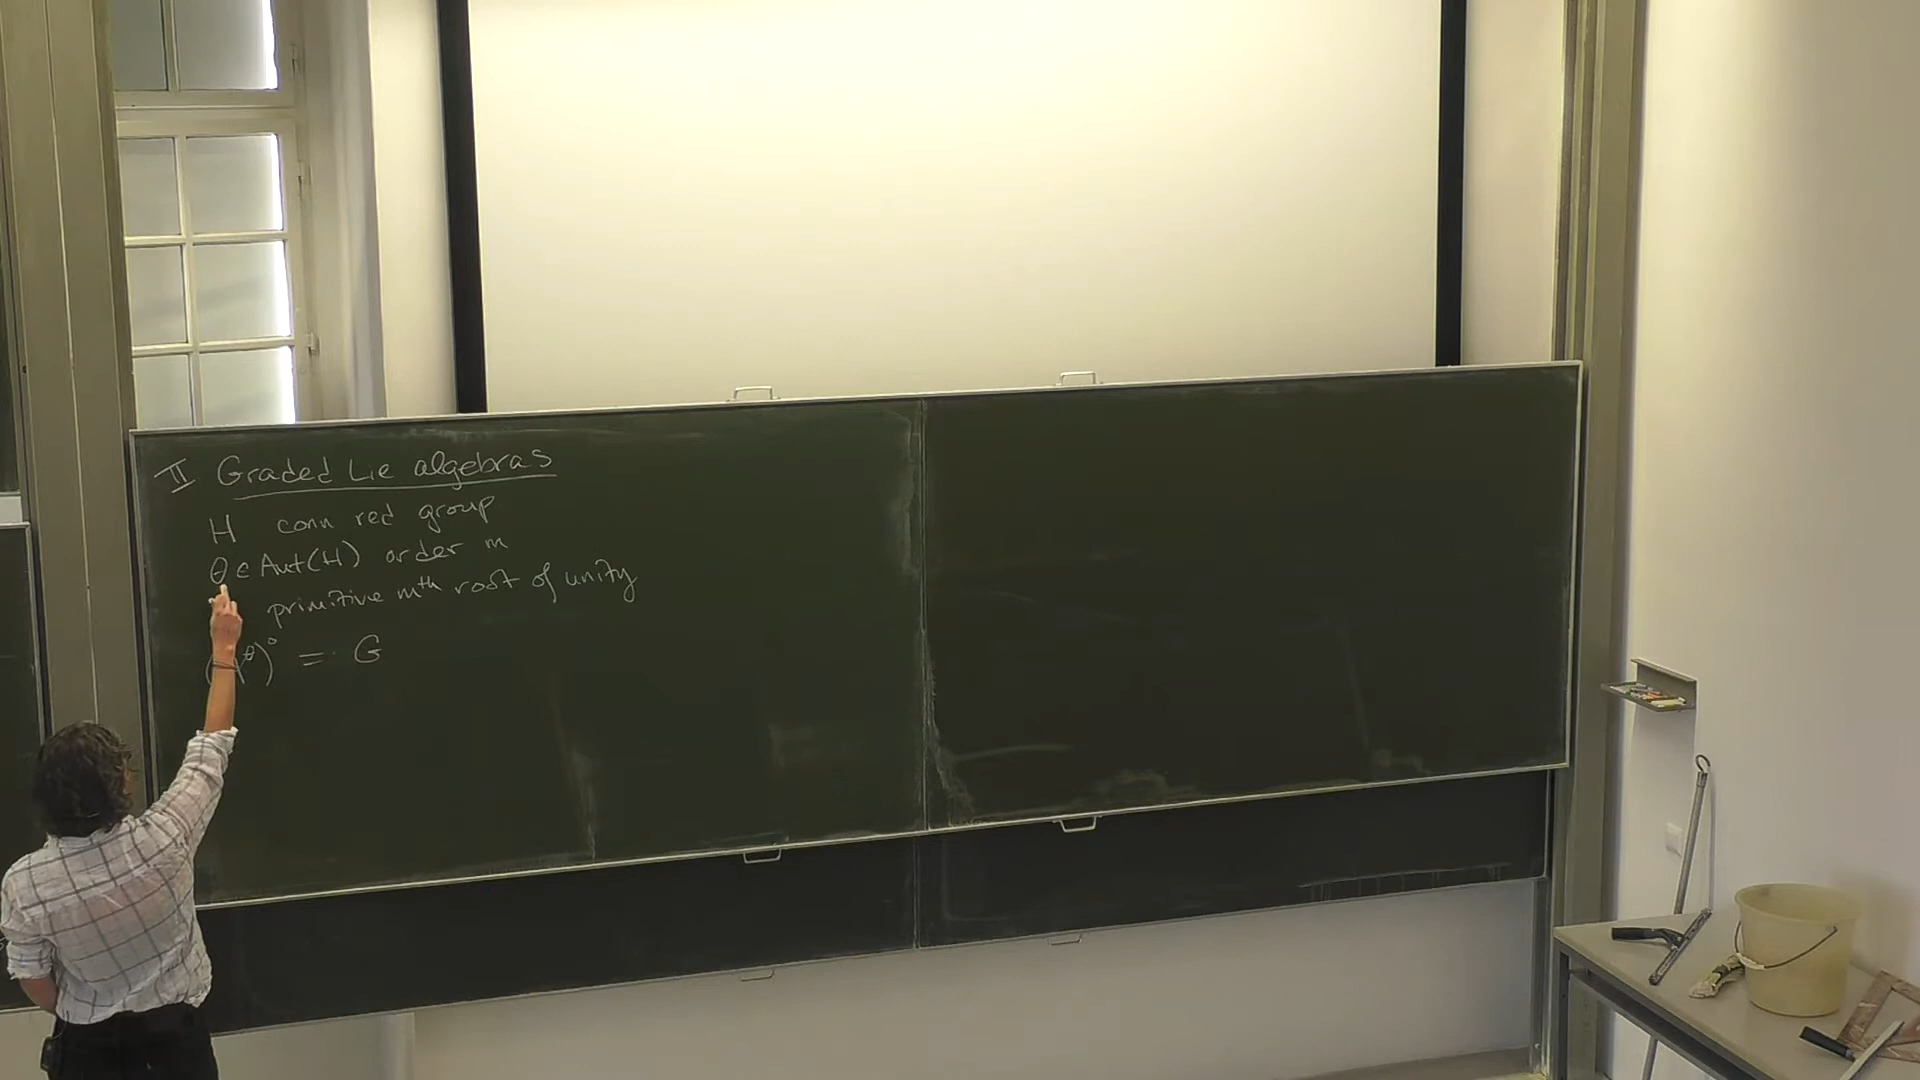 II Graded Lie algebras
H conn red group
θ ∈ Aut(H) order m
primitive mth root of unity
θ)° = G